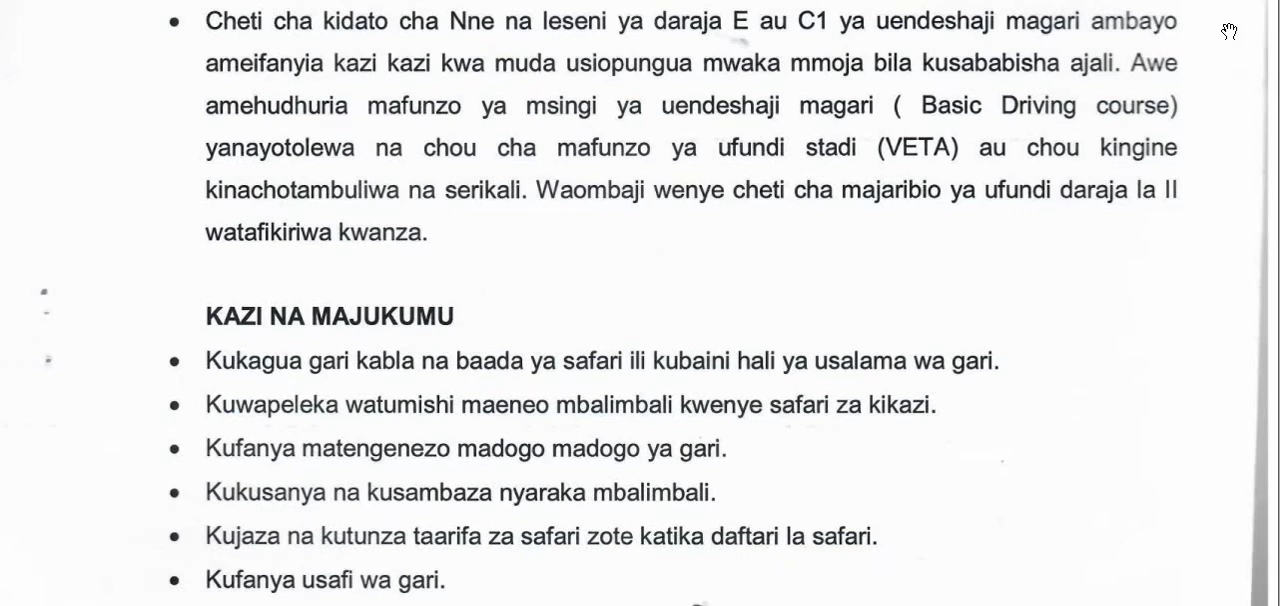 • Cheti cha kidato cha Nne na leseni ya daraja E au C1 ya uendeshaji magari ambayo
ameifanyia kazi kazi kwa muda usiopungua mwaka mmoja bila kusababisha ajali. Awe
amehudhuria mafunzo ya msingi ya uendeshaji magari ( Basic Driving course)
yanayotolewa na chou cha mafunzo ya ufundi stadi (VETA) au chou kingine
kinachotambuliwa na serikali. Waombaji wenye cheti cha majaribio ya ufundi daraja la II
watafikiriwa kwanza.
KAZI NA MAJUKUMU
• Kukagua gari kabla na baada ya safari ili kubaini hali ya usalama wa gari.
• Kuwapeleka watumishi maeneo mbalimbali kwenye safari za kikazi.
• Kufanya matengenezo madogo madogo ya gari.
• Kukusanya na kusambaza nyaraka mbalimbali.
• Kujaza na kutunza taarifa za safari zote katika daftari la safari.
• Kufanya usafi wa gari.